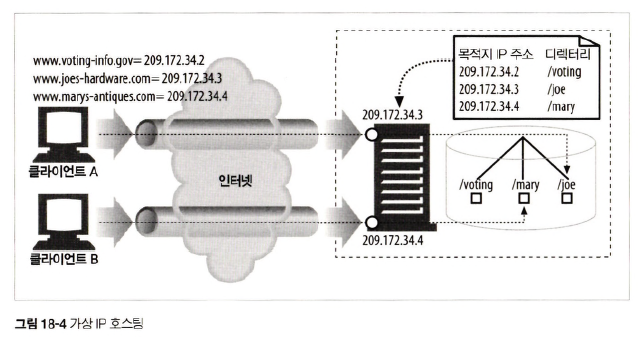 www.voting-info.gov= 209.172.34.2
www.joes-hardware.com= 209.172.34.3
www.marys-antiques.com= 209.172.34.4
클라이언트 A
클라이언트 B
인터넷
목적지 IP 주소 디렉터리
209.172.34.2 /voting
209.172.34.3 /joe
209.172.34.4 /mary
209.172.34.3
209.172.34.4
/voting /mary /joe
그림 18-4 가상 IP 호스팅